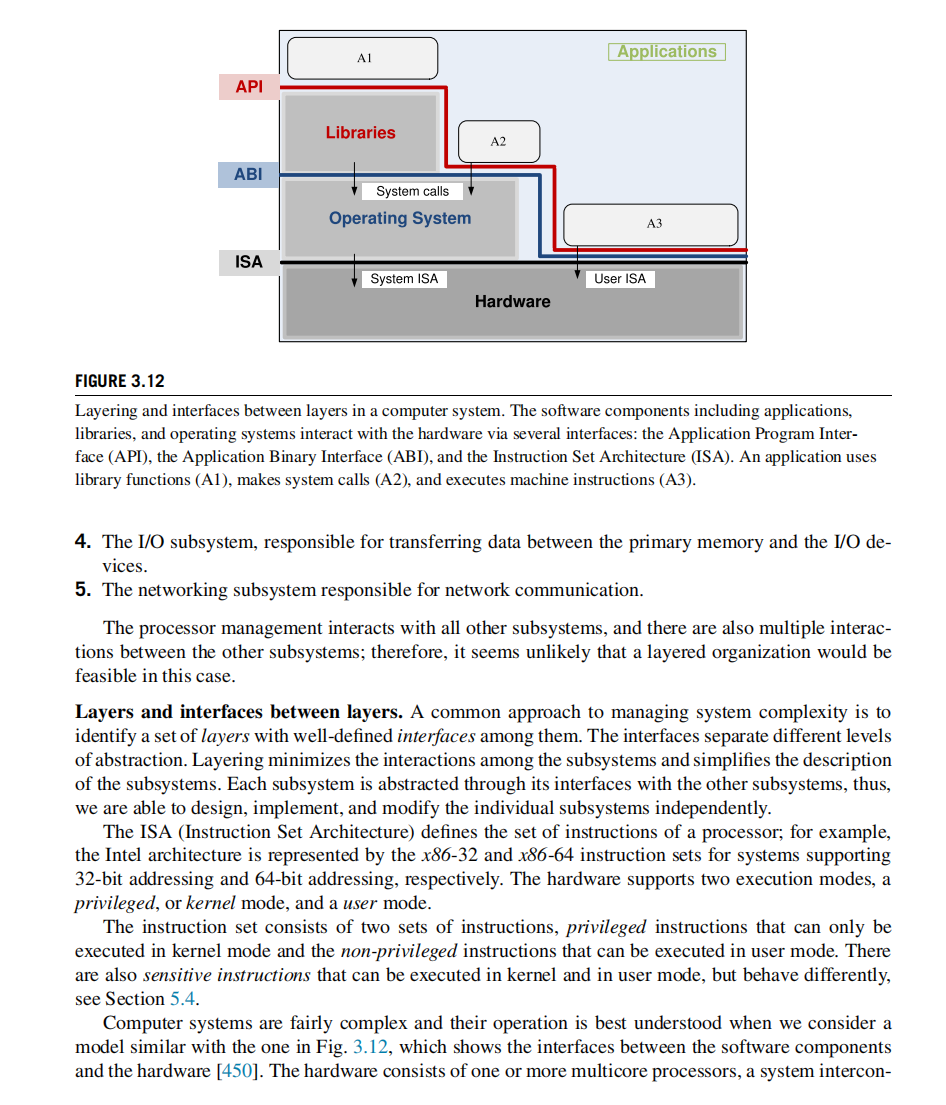 A1
Applications
API
Libraries
A2
ABI
System calls
Operating System
A3
ISA
System ISA
User ISA
Hardware
FIGURE 3.12
Layering and interfaces between layers in a computer system. The software components including applications,
libraries, and operating systems interact with the hardware via several interfaces: the Application Program Inter-
face (API), the Application Binary Interface (ABI), and the Instruction Set Architecture (ISA). An application uses
library functions (A1), makes system calls (A2), and executes machine instructions (A3).
4. The I/O subsystem, responsible for transferring data between the primary memory and the I/O de-
vices.
5. The networking subsystem responsible for network communication.
The processor management interacts with all other subsystems, and there are also multiple interac-
tions between the other subsystems; therefore, it seems unlikely that a layered organization would be
feasible in this case.
Layers and interfaces between layers. A common approach to managing system complexity is to
identify a set of layers with well-defined interfaces among them. The interfaces separate different levels
of abstraction. Layering minimizes the interactions among the subsystems and simplifies the description
of the subsystems. Each subsystem is abstracted through its interfaces with the other subsystems, thus,
we are able to design, implement, and modify the individual subsystems independently.
The ISA (Instruction Set Architecture) defines the set of instructions of a processor; for example,
the Intel architecture is represented by the x86-32 and x86-64 instruction sets for systems supporting
32-bit addressing and 64-bit addressing, respectively. The hardware supports two execution modes, a
privileged, or kernel mode, and a user mode.
The instruction set consists of two sets of instructions, privileged instructions that can only be
executed in kernel mode and the non-privileged instructions that can be executed in user mode. There
are also sensitive instructions that can be executed in kernel and in user mode, but behave differently,
see Section 5.4.
Computer systems are fairly complex and their operation is best understood when we consider a
model similar with the one in Fig. 3.12, which shows the interfaces between the software components
and the hardware [450]. The hardware consists of one or more multicore processors, a system intercon-